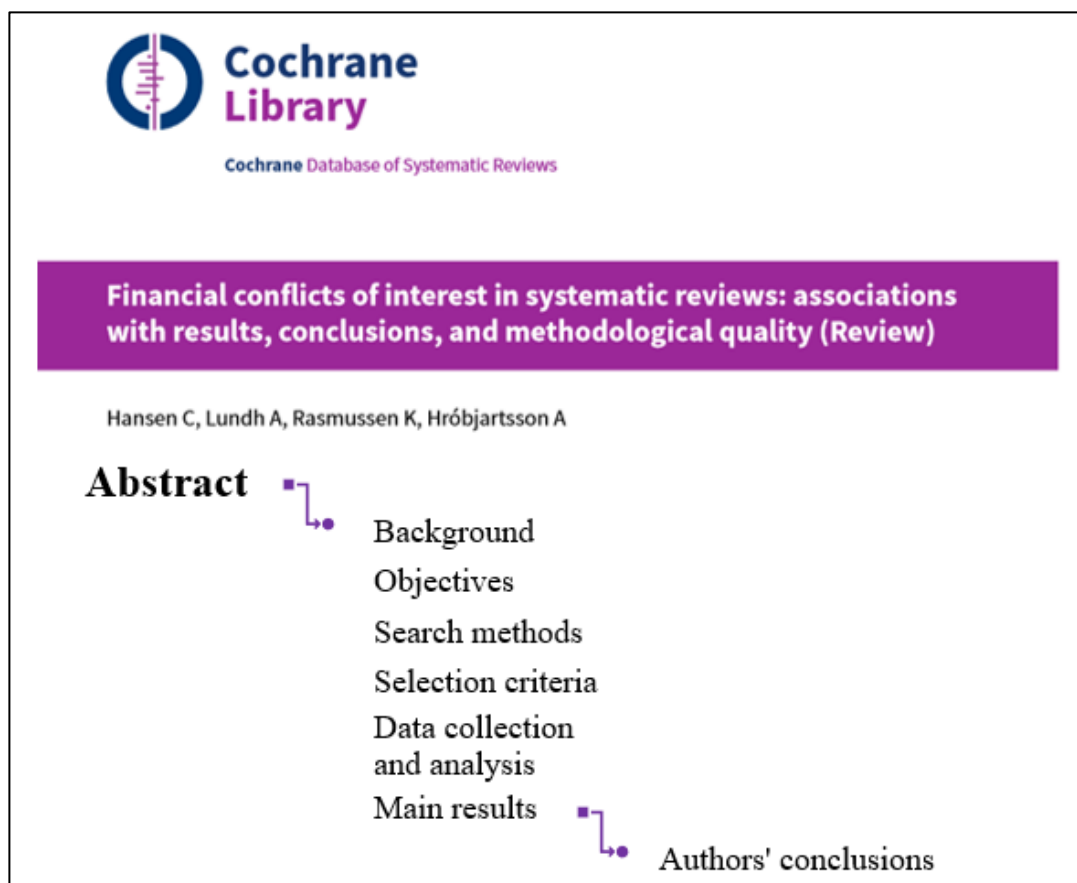 Cochrane
Library
Cochrane Database of Systematic Reviews
Financial conflicts of interest in systematic reviews: associations
with results, conclusions, and methodological quality (Review)
Hansen C, Lundh A, Rasmussen K, Hróbjartsson A
Abstract
Background
Objectives
Search methods
Selection criteria
Data collection
and analysis
Main results
Authors' conclusions